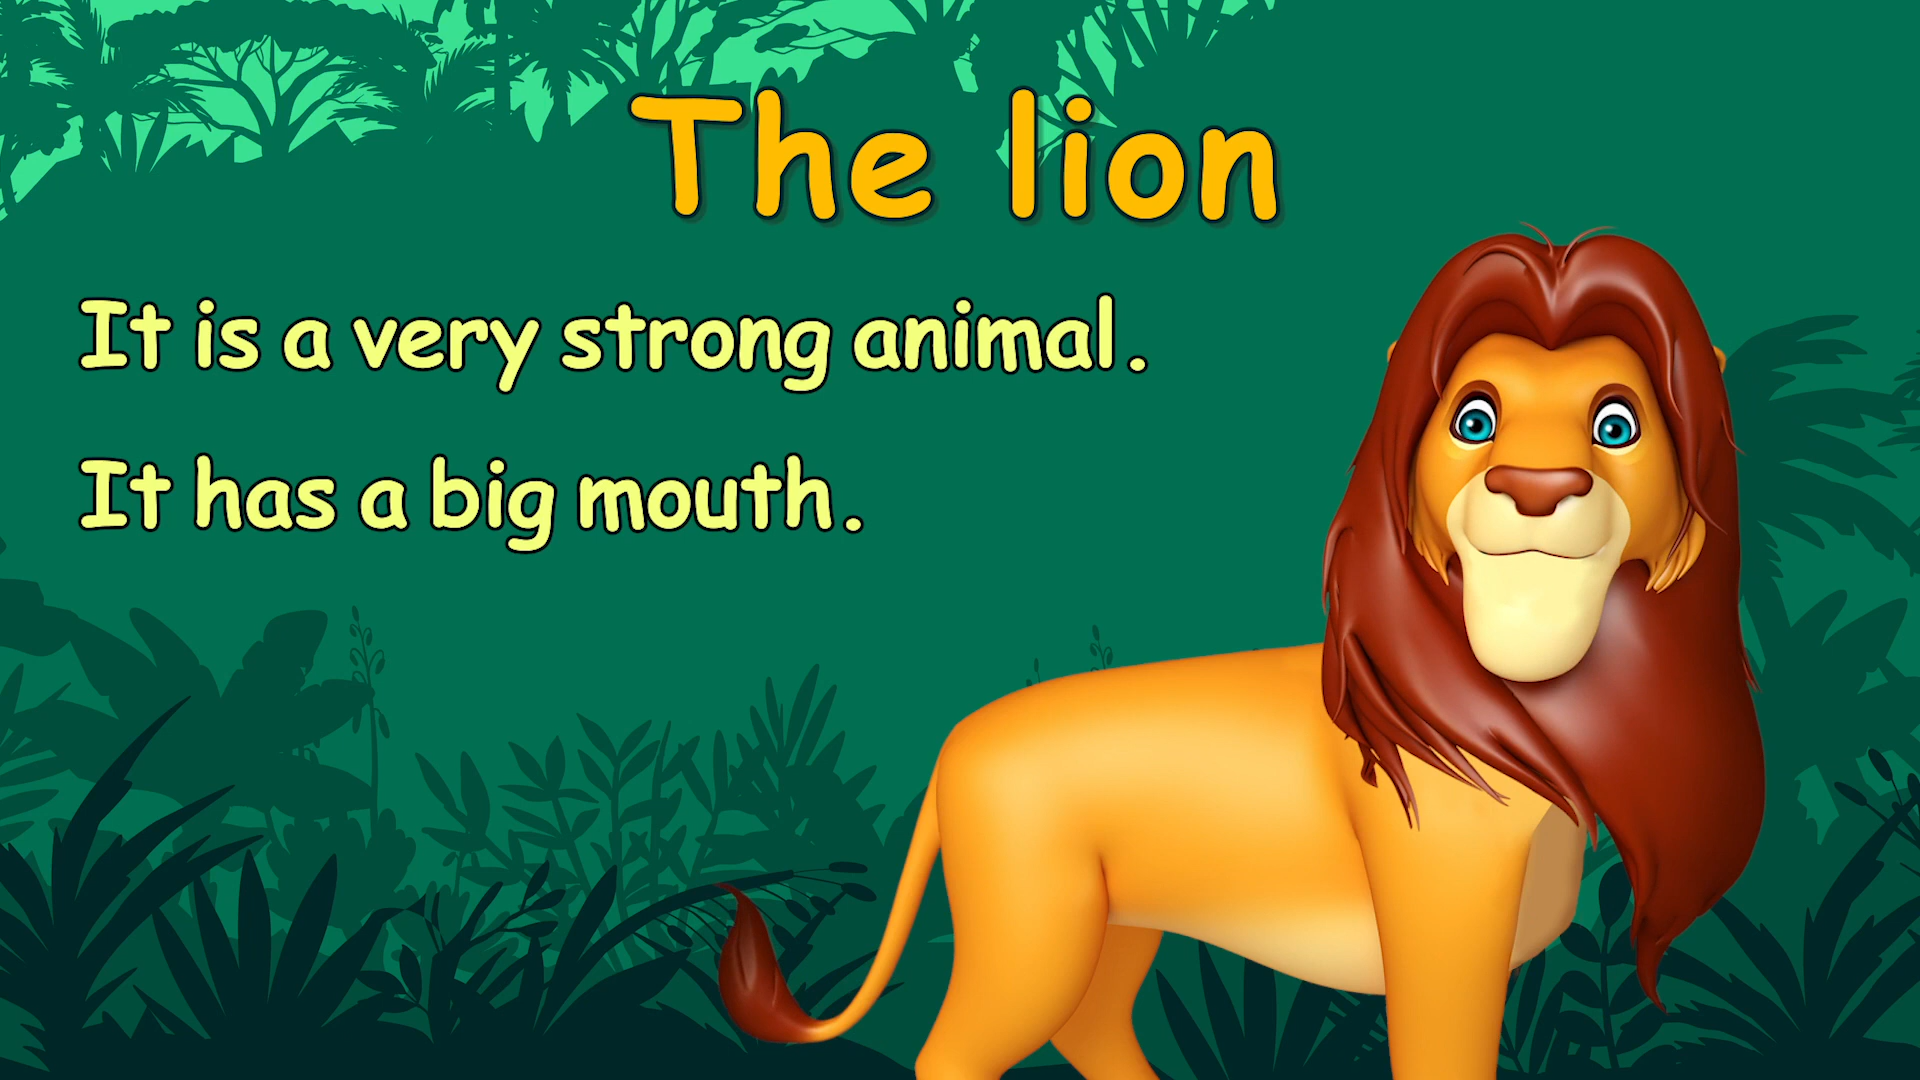 The lion
It is a very strong animal.
It has a big mouth.